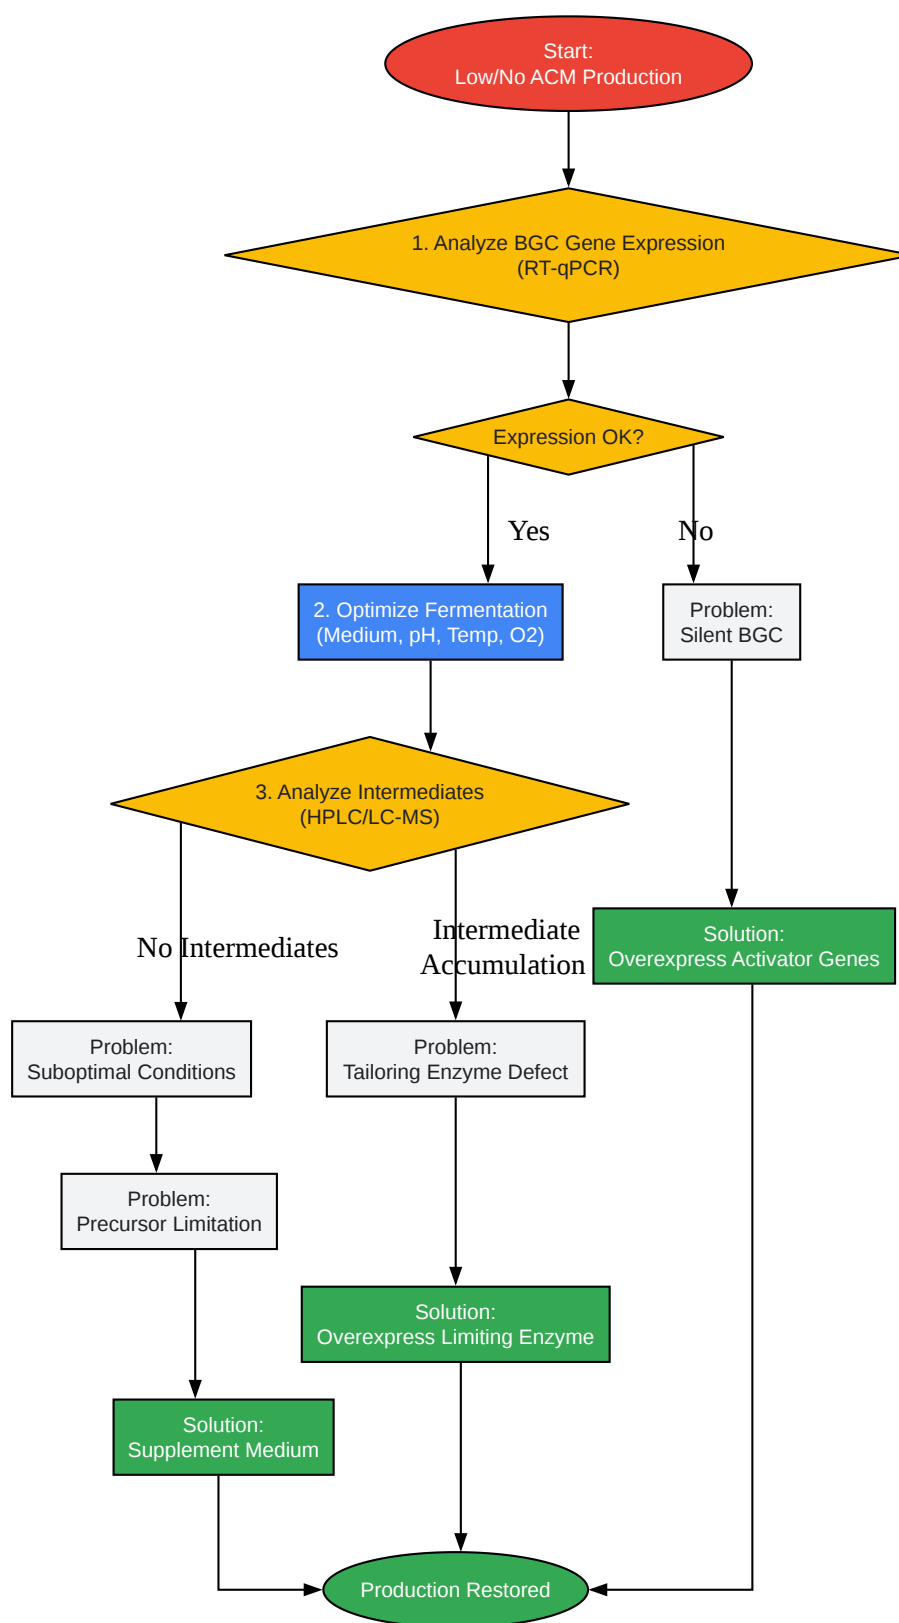 Start:
Low/No ACM Production
1. Analyze BGC Gene Expression
(RT-qPCR)
Expression OK?
Yes
No
2. Optimize Fermentation
(Medium, pH, Temp, O2)
Problem:
Silent BGC
3. Analyze Intermediates
(HPLC/LC-MS)
No Intermediates
Intermediate
Accumulation
Solution:
Overexpress Activator Genes
Problem:
Suboptimal Conditions
Problem:
Tailoring Enzyme Defect
Problem:
Precursor Limitation
Solution:
Overexpress Limiting Enzyme
Solution:
Supplement Medium
Production Restored